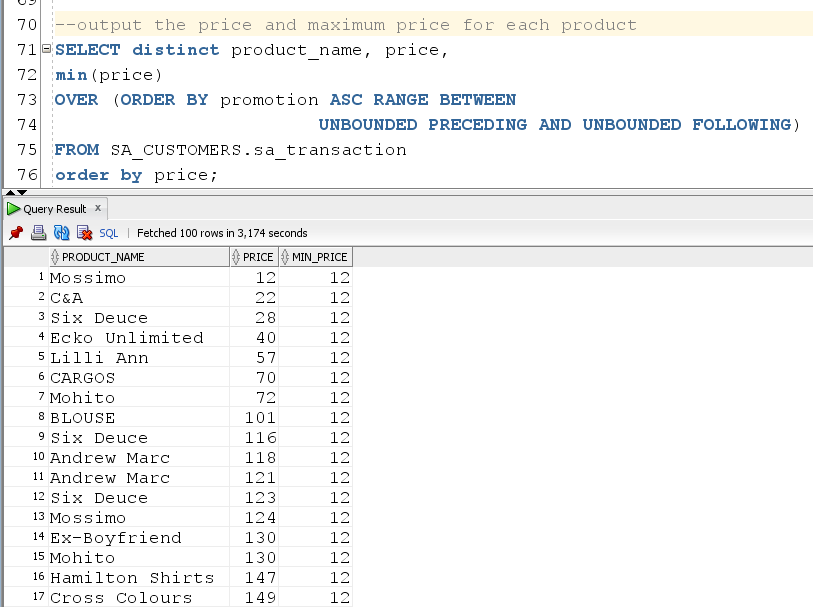 69
70 --output the price and maximum price for each product
71 SELECT distinct product_name, price,
72 min(price)
73 OVER (ORDER BY promotion ASC RANGE BETWEEN
74 UNBOUNDED PRECEDING AND UNBOUNDED FOLLOWING)
75 FROM SA_CUSTOMERS.sa_transaction
76 order by price;
Query Result x
SQL | Fetched 100 rows in 3,174 seconds
PRODUCT_NAME PRICE MIN_PRICE
1 Mossimo 12 12
2 C&A 22 12
3 Six Deuce 28 12
4 Ecko Unlimited 40 12
5 Lilli Ann 57 12
6 CARGOS 70 12
7 Mohito 72 12
8 BLOUSE 101 12
9 Six Deuce 116 12
10 Andrew Marc 118 12
11 Andrew Marc 121 12
12 Six Deuce 123 12
13 Mossimo 124 12
14 Ex-Boyfriend 130 12
15 Mohito 130 12
16 Hamilton Shirts 147 12
17 Cross Colours 149 12